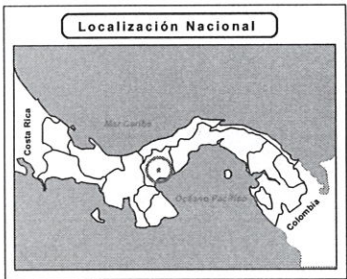 Localización Nacional
Mar Caribe
Costa Rica
Océano Pacífico
Colombia